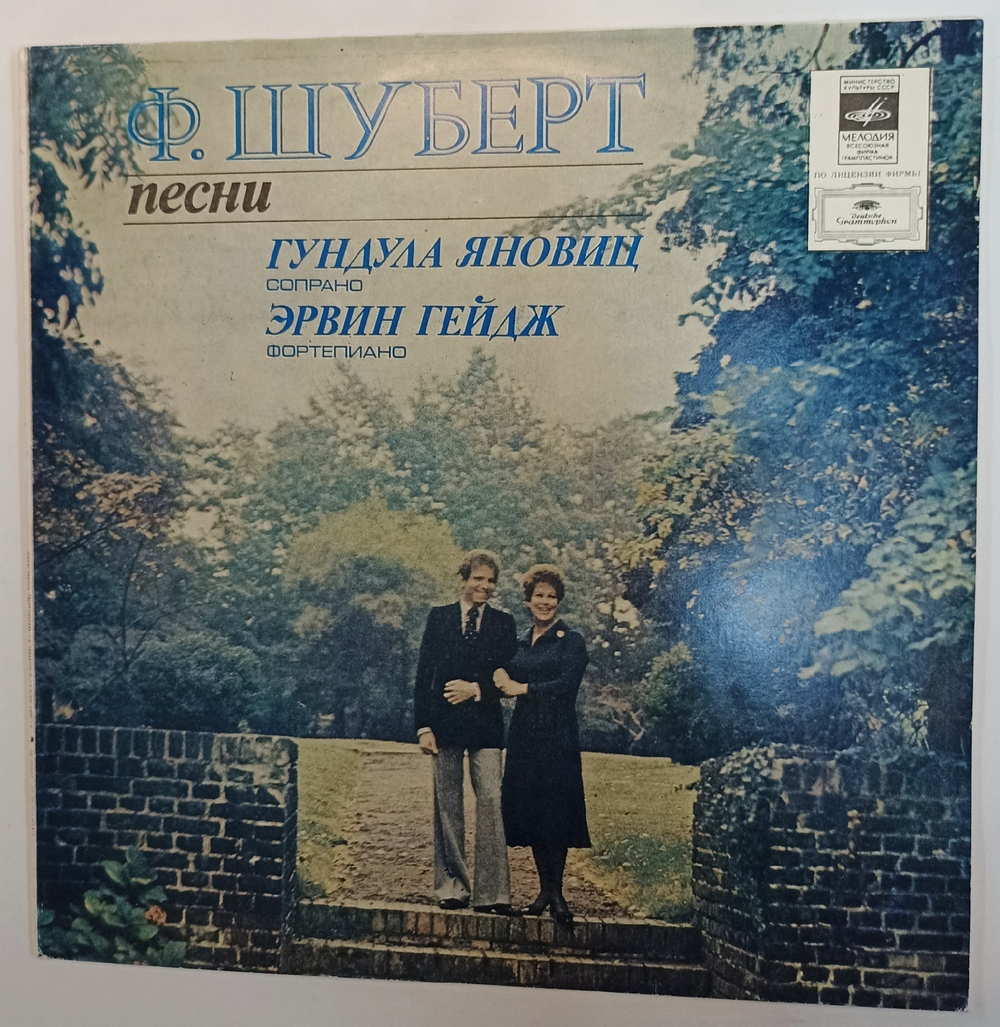 Ф. ШУБЕРТ
песни
ГУНДУЛА ЯНОВИЦ
СОПРАНО
ЭРВИН ГЕЙДЖ
ФОРТЕПИАНО
МИНИСТЕРСТВО
КУЛЬТУРЫ СССР
МЕЛОДИЯ
ВСЕСОЮЗНАЯ
ФИРМА
ГРАМПЛАСТИНОК
ПО ЛИЦЕНЗИИ ФИРМЫ
Deutsche
Grammophon